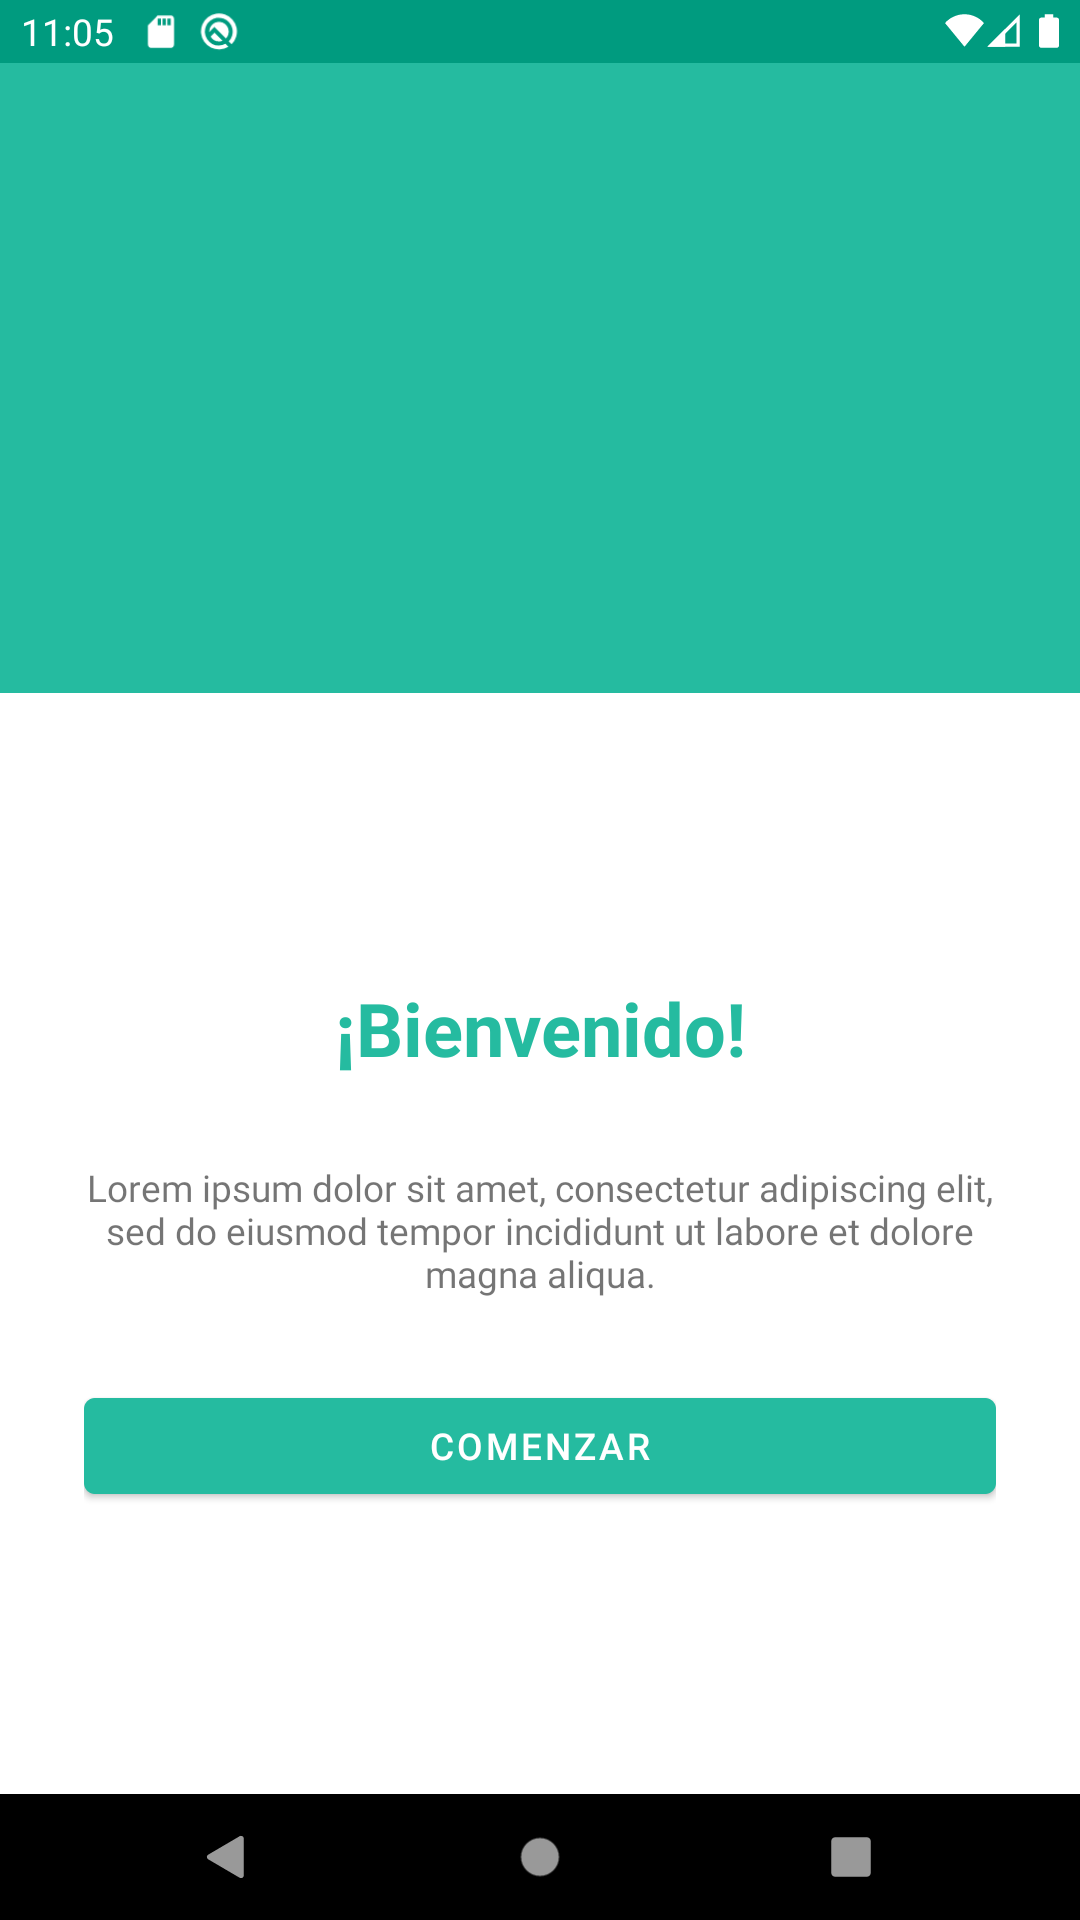 11:05
¡Bienvenido!
Lorem ipsum dolor sit amet, consectetur adipiscing elit,
sed do eiusmod tempor incididunt ut labore et dolore
magna aliqua.
COMENZAR